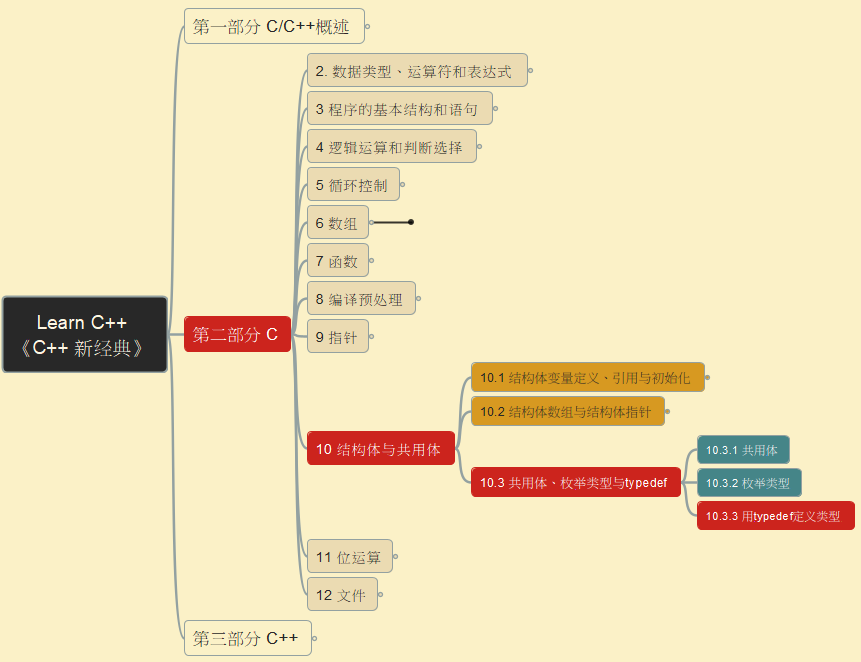 第一部分 C/C++概述
2. 数据类型、运算符和表达式
3 程序的基本结构和语句
4 逻辑运算和判断选择
5 循环控制
6 数组
7 函数
8 编译预处理
9 指针
Learn C++
《C++ 新经典》
第二部分 C
10 结构体与共用体
10.1 结构体变量定义、引用与初始化
10.2 结构体数组与结构体指针
10.3 共用体、枚举类型与typedef
10.3.1 共用体
10.3.2 枚举类型
10.3.3 用typedef定义类型
11 位运算
12 文件
第三部分 C++